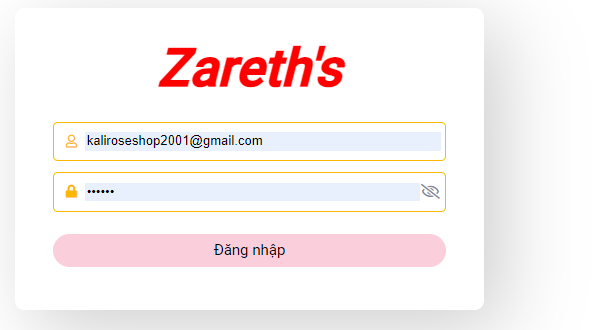 Zareth's
kaliroseshop2001@gmail.com
••••••
Đăng nhập